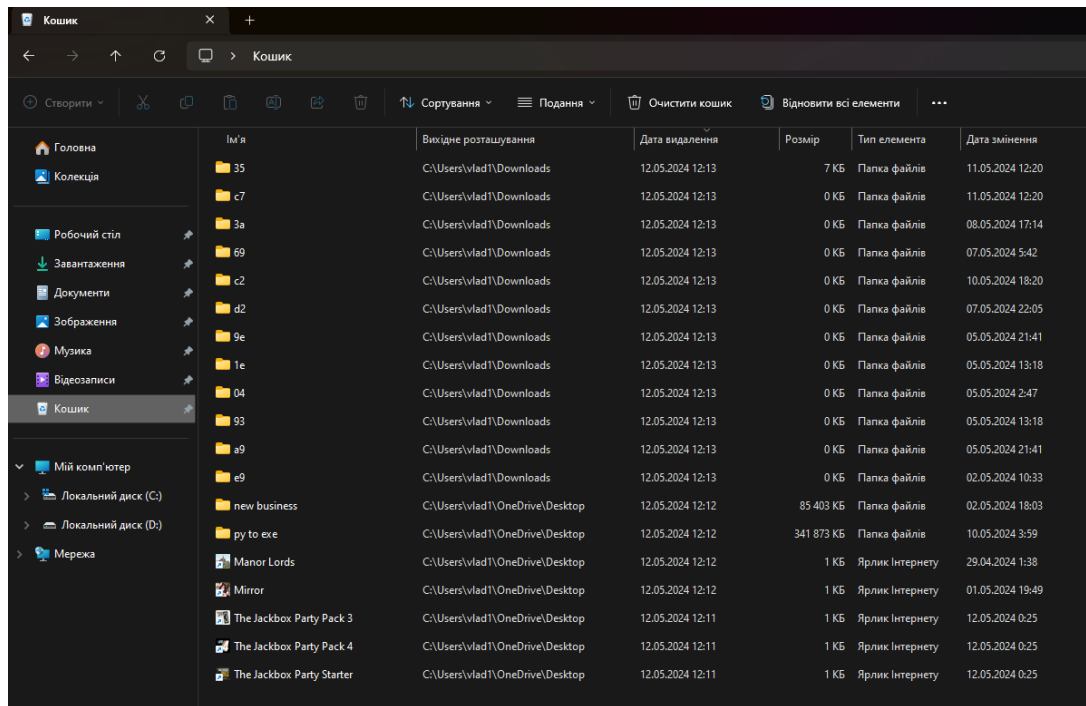 Кошик
Кошик
Створити
Сортування
Подання
Очистити кошик
Відновити всі елементи
Головна
Колекція
Робочий стіл
Завантаження
Документи
Зображення
Музика
Відеозаписи
Кошик
Мій комп'ютер
Локальний диск (C:)
Локальний диск (D:)
Мережа
Ім'я Вихідне розташування Дата видалення Розмір Тип елемента Дата змінення
35 C:\Users\vlad1\Downloads 12.05.2024 12:13 7 КБ Папка файлів 11.05.2024 12:20
c7 C:\Users\vlad1\Downloads 12.05.2024 12:13 0 КБ Папка файлів 11.05.2024 12:20
3a C:\Users\vlad1\Downloads 12.05.2024 12:13 0 КБ Папка файлів 08.05.2024 17:14
69 C:\Users\vlad1\Downloads 12.05.2024 12:13 0 КБ Папка файлів 07.05.2024 5:42
c2 C:\Users\vlad1\Downloads 12.05.2024 12:13 0 КБ Папка файлів 10.05.2024 18:20
d2 C:\Users\vlad1\Downloads 12.05.2024 12:13 0 КБ Папка файлів 07.05.2024 22:05
9e C:\Users\vlad1\Downloads 12.05.2024 12:13 0 КБ Папка файлів 05.05.2024 21:41
1e C:\Users\vlad1\Downloads 12.05.2024 12:13 0 КБ Папка файлів 05.05.2024 13:18
04 C:\Users\vlad1\Downloads 12.05.2024 12:13 0 КБ Папка файлів 05.05.2024 2:47
93 C:\Users\vlad1\Downloads 12.05.2024 12:13 0 КБ Папка файлів 05.05.2024 13:18
a9 C:\Users\vlad1\Downloads 12.05.2024 12:13 0 КБ Папка файлів 05.05.2024 21:41
e9 C:\Users\vlad1\Downloads 12.05.2024 12:13 0 КБ Папка файлів 02.05.2024 10:33
new business C:\Users\vlad1\OneDrive\Desktop 12.05.2024 12:12 85 403 КБ Папка файлів 02.05.2024 18:03
py to exe C:\Users\vlad1\OneDrive\Desktop 12.05.2024 12:12 341 873 КБ Папка файлів 10.05.2024 3:59
Manor Lords C:\Users\vlad1\OneDrive\Desktop 12.05.2024 12:12 1 КБ Ярлик Інтернету 29.04.2024 1:38
Mirror C:\Users\vlad1\OneDrive\Desktop 12.05.2024 12:12 1 КБ Ярлик Інтернету 01.05.2024 19:49
The Jackbox Party Pack 3 C:\Users\vlad1\OneDrive\Desktop 12.05.2024 12:11 1 КБ Ярлик Інтернету 12.05.2024 0:25
The Jackbox Party Pack 4 C:\Users\vlad1\OneDrive\Desktop 12.05.2024 12:11 1 КБ Ярлик Інтернету 12.05.2024 0:25
The Jackbox Party Starter C:\Users\vlad1\OneDrive\Desktop 12.05.2024 12:11 1 КБ Ярлик Інтернету 12.05.2024 0:25